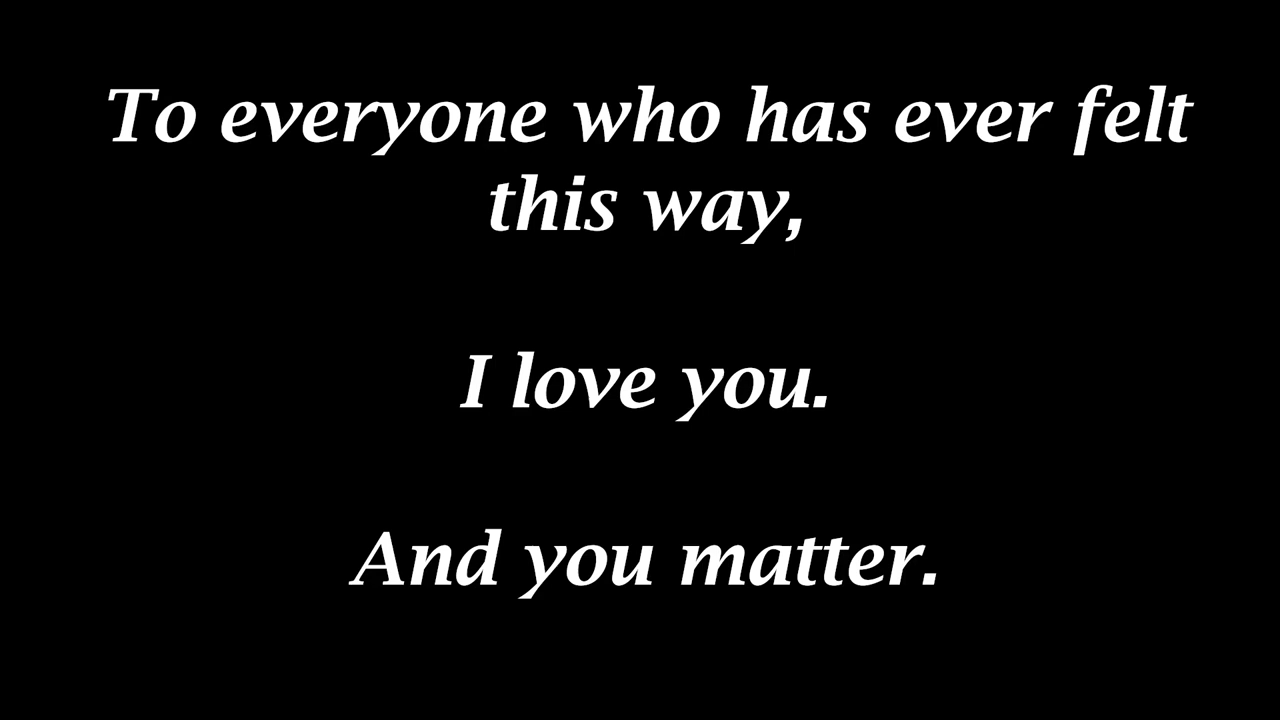 To everyone who has ever felt
this way,
I love you.
And you matter.